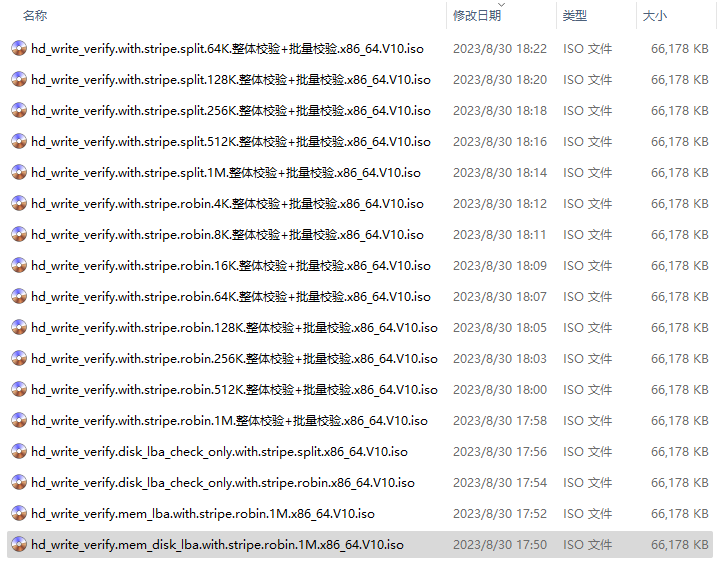 名称 修改日期 类型 大小
hd_write_verify.with.stripe.split.64K.整体校验+批量校验.x86_64.V10.iso 2023/8/30 18:22 ISO 文件 66,178 KB
hd_write_verify.with.stripe.split.128K.整体校验+批量校验.x86_64.V10.iso 2023/8/30 18:20 ISO 文件 66,178 KB
hd_write_verify.with.stripe.split.256K.整体校验+批量校验.x86_64.V10.iso 2023/8/30 18:18 ISO 文件 66,178 KB
hd_write_verify.with.stripe.split.512K.整体校验+批量校验.x86_64.V10.iso 2023/8/30 18:16 ISO 文件 66,178 KB
hd_write_verify.with.stripe.split.1M.整体校验+批量校验.x86_64.V10.iso 2023/8/30 18:14 ISO 文件 66,178 KB
hd_write_verify.with.stripe.robin.4K.整体校验+批量校验.x86_64.V10.iso 2023/8/30 18:12 ISO 文件 66,178 KB
hd_write_verify.with.stripe.robin.8K.整体校验+批量校验.x86_64.V10.iso 2023/8/30 18:11 ISO 文件 66,178 KB
hd_write_verify.with.stripe.robin.16K.整体校验+批量校验.x86_64.V10.iso 2023/8/30 18:09 ISO 文件 66,178 KB
hd_write_verify.with.stripe.robin.64K.整体校验+批量校验.x86_64.V10.iso 2023/8/30 18:07 ISO 文件 66,178 KB
hd_write_verify.with.stripe.robin.128K.整体校验+批量校验.x86_64.V10.iso 2023/8/30 18:05 ISO 文件 66,178 KB
hd_write_verify.with.stripe.robin.256K.整体校验+批量校验.x86_64.V10.iso 2023/8/30 18:03 ISO 文件 66,178 KB
hd_write_verify.with.stripe.robin.512K.整体校验+批量校验.x86_64.V10.iso 2023/8/30 18:00 ISO 文件 66,178 KB
hd_write_verify.with.stripe.robin.1M.整体校验+批量校验.x86_64.V10.iso 2023/8/30 17:58 ISO 文件 66,178 KB
hd_write_verify.disk_lba_check_only.with.stripe.split.x86_64.V10.iso 2023/8/30 17:56 ISO 文件 66,178 KB
hd_write_verify.disk_lba_check_only.with.stripe.robin.x86_64.V10.iso 2023/8/30 17:54 ISO 文件 66,178 KB
hd_write_verify.mem_lba.with.stripe.robin.1M.x86_64.V10.iso 2023/8/30 17:52 ISO 文件 66,178 KB
hd_write_verify.mem_disk_lba.with.stripe.robin.1M.x86_64.V10.iso 2023/8/30 17:50 ISO 文件 66,178 KB